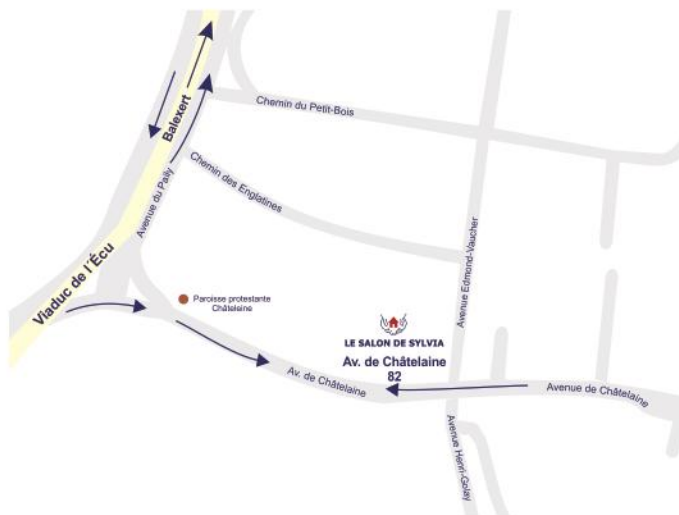 Balexert
Chemin du Petit-Bois
Chemin des Englatines
Avenue du Pailly
Avenue Edmond-Vaucher
Viaduc de l'Écu
Paroisse protestante
Châtelaine
LE SALON DE SYLVIA
Av. de Châtelaine
82
Av. de Châtelaine
Avenue de Châtelaine
Avenue Henri-Golay